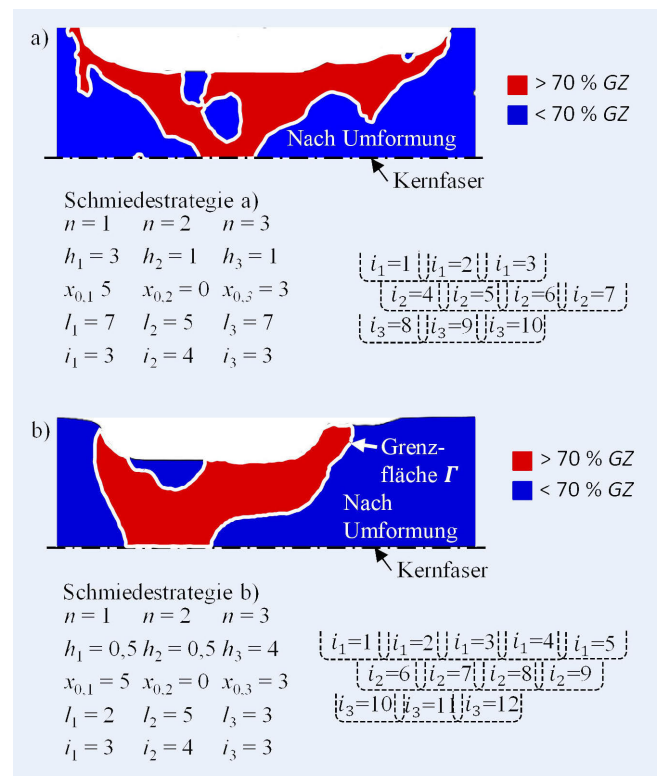 a)
> 70 % GZ
< 70 % GZ
Nach Umformung
Kernfaser
Schmiedestrategie a)
n = 1 n = 2 n = 3
h₁ = 3 h₂ = 1 h₃ = 1
x₀,₁ 5 x₀,₂ = 0 x₀,₃ = 3
l₁ = 7 l₂ = 5 l₃ = 7
i₁ = 3 i₂ = 4 i₃ = 3
i₁=1 i₁=2 i₁=3
i₂=4 i₂=5 i₂=6 i₂=7
i₃=8 i₃=9 i₃=10
b)
Grenz-
fläche Γ
> 70 % GZ
< 70 % GZ
Nach
Umformung
Kernfaser
Schmiedestrategie b)
n = 1 n = 2 n = 3
h₁ = 0,5 h₂ = 0,5 h₃ = 4
x₀,₁ = 5 x₀,₂ = 0 x₀,₃ = 3
l₁ = 2 l₂ = 5 l₃ = 3
i₁ = 3 i₂ = 4 i₃ = 3
i₁=1 i₁=2 i₁=3 i₁=4 i₁=5
i₂=6 i₂=7 i₂=8 i₂=9
i₃=10 i₃=11 i₃=12